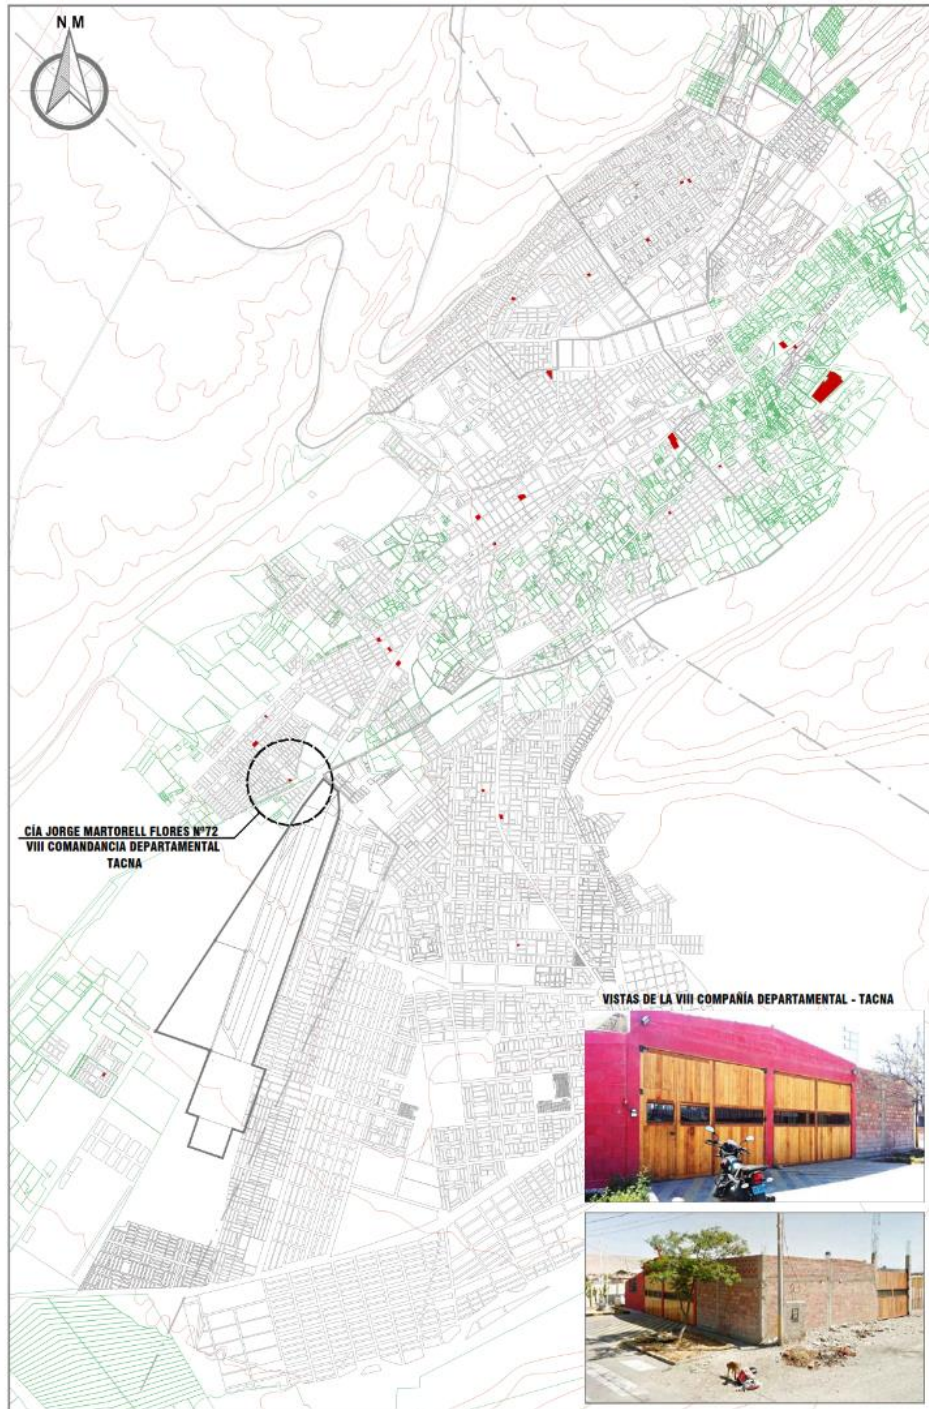 N M
CÍA JORGE MARTORELL FLORES Nº72
VIII COMANDANCIA DEPARTAMENTAL
TACNA
VISTAS DE LA VIII COMPAÑÍA DEPARTAMENTAL - TACNA